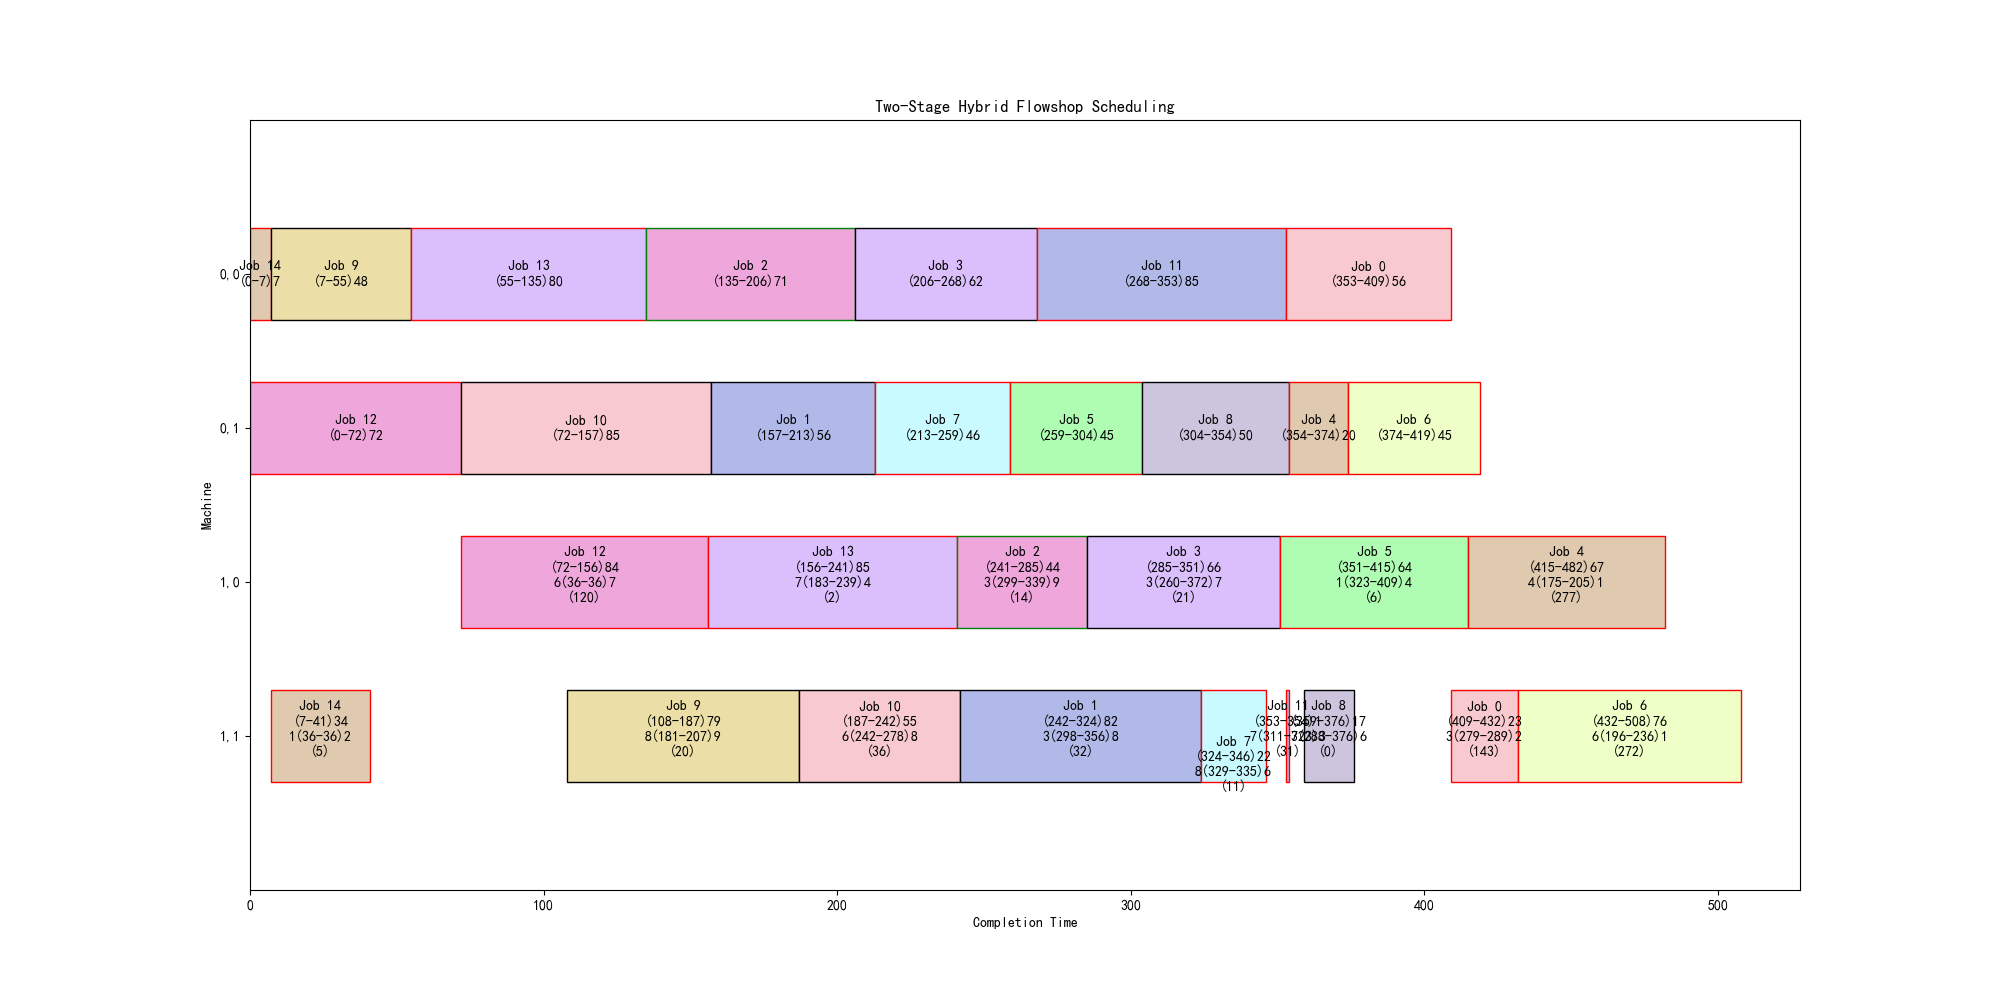 Two-Stage Hybrid Flowshop Scheduling
Machine
0,0
Job 14
(0-7)7
Job 9
(7-55)48
Job 13
(55-135)80
Job 2
(135-206)71
Job 3
(206-268)62
Job 11
(268-353)85
Job 0
(353-409)56
0,1
Job 12
(0-72)72
Job 10
(72-157)85
Job 1
(157-213)56
Job 7
(213-259)46
Job 5
(259-304)45
Job 8
(304-354)50
Job 4
(354-374)20
Job 6
(374-419)45
1,0
Job 12
(72-156)84
6(36-36)7
(120)
Job 13
(156-241)85
7(183-239)4
(2)
Job 2
(241-285)44
3(299-339)9
(14)
Job 3
(285-351)66
3(260-372)7
(21)
Job 5
(351-415)64
1(323-409)4
(6)
Job 4
(415-482)67
4(175-205)1
(277)
1,1
Job 14
(7-41)34
1(36-36)2
(5)
Job 9
(108-187)79
8(181-207)9
(20)
Job 10
(187-242)55
6(242-278)8
(36)
Job 1
(242-324)82
3(298-356)8
(32)
Job 7
(324-346)22
8(329-335)6
(11)
Job 11
(353-354)1
(31)
Job 8
(359-376)17
(0)
Job 0
(409-432)23
3(279-289)2
(143)
Job 6
(432-508)76
6(196-236)1
(272)
0
100
200
300
400
500
Completion Time